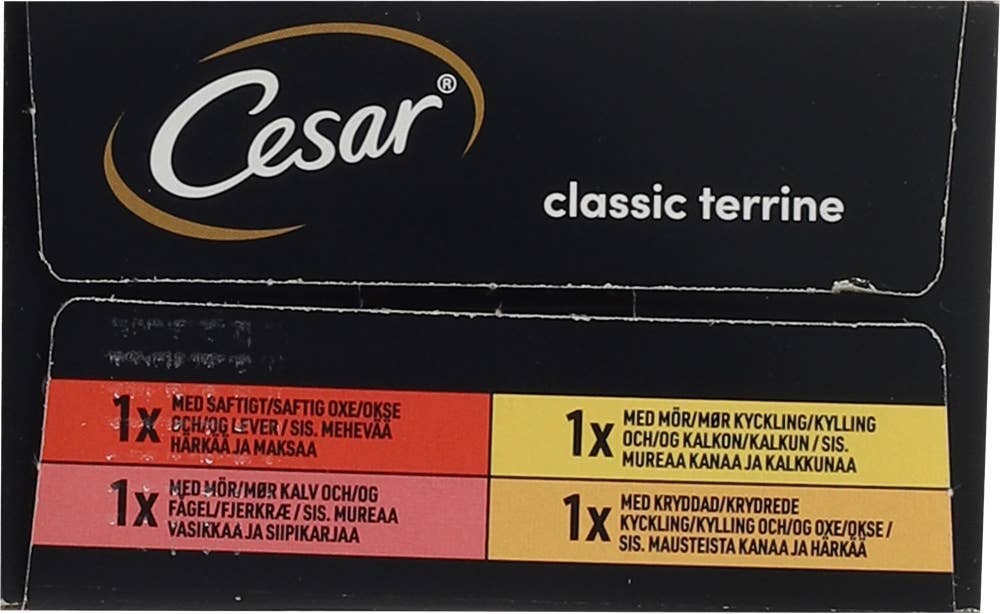 Cesar®
classic terrine
1x
MED SAFTIGT/SAFTIG OXE/OKSE
OCH/OG LEVER / SIS. MEHEVÄÄ
HÄRKÄÄ JA MAKSAA
1x
MED MÖR/MØR KYCKLING/KYLLING
OCH/OG KALKON/KALKUN / SIS.
MUREAA KANAA JA KALKKUNAA
1x
MED MÖR/MØR KALV OCH/OG
FÅGEL/FJERKRÆ / SIS. MUREAA
VASIKKAA JA SIIPIKARJAA
1x
MED KRYDDAD/KRYDREDE
KYCKLING/KYLLING OCH/OG OXE/OKSE /
SIS. MAUSTEISTA KANAA JA HÄRKÄÄ